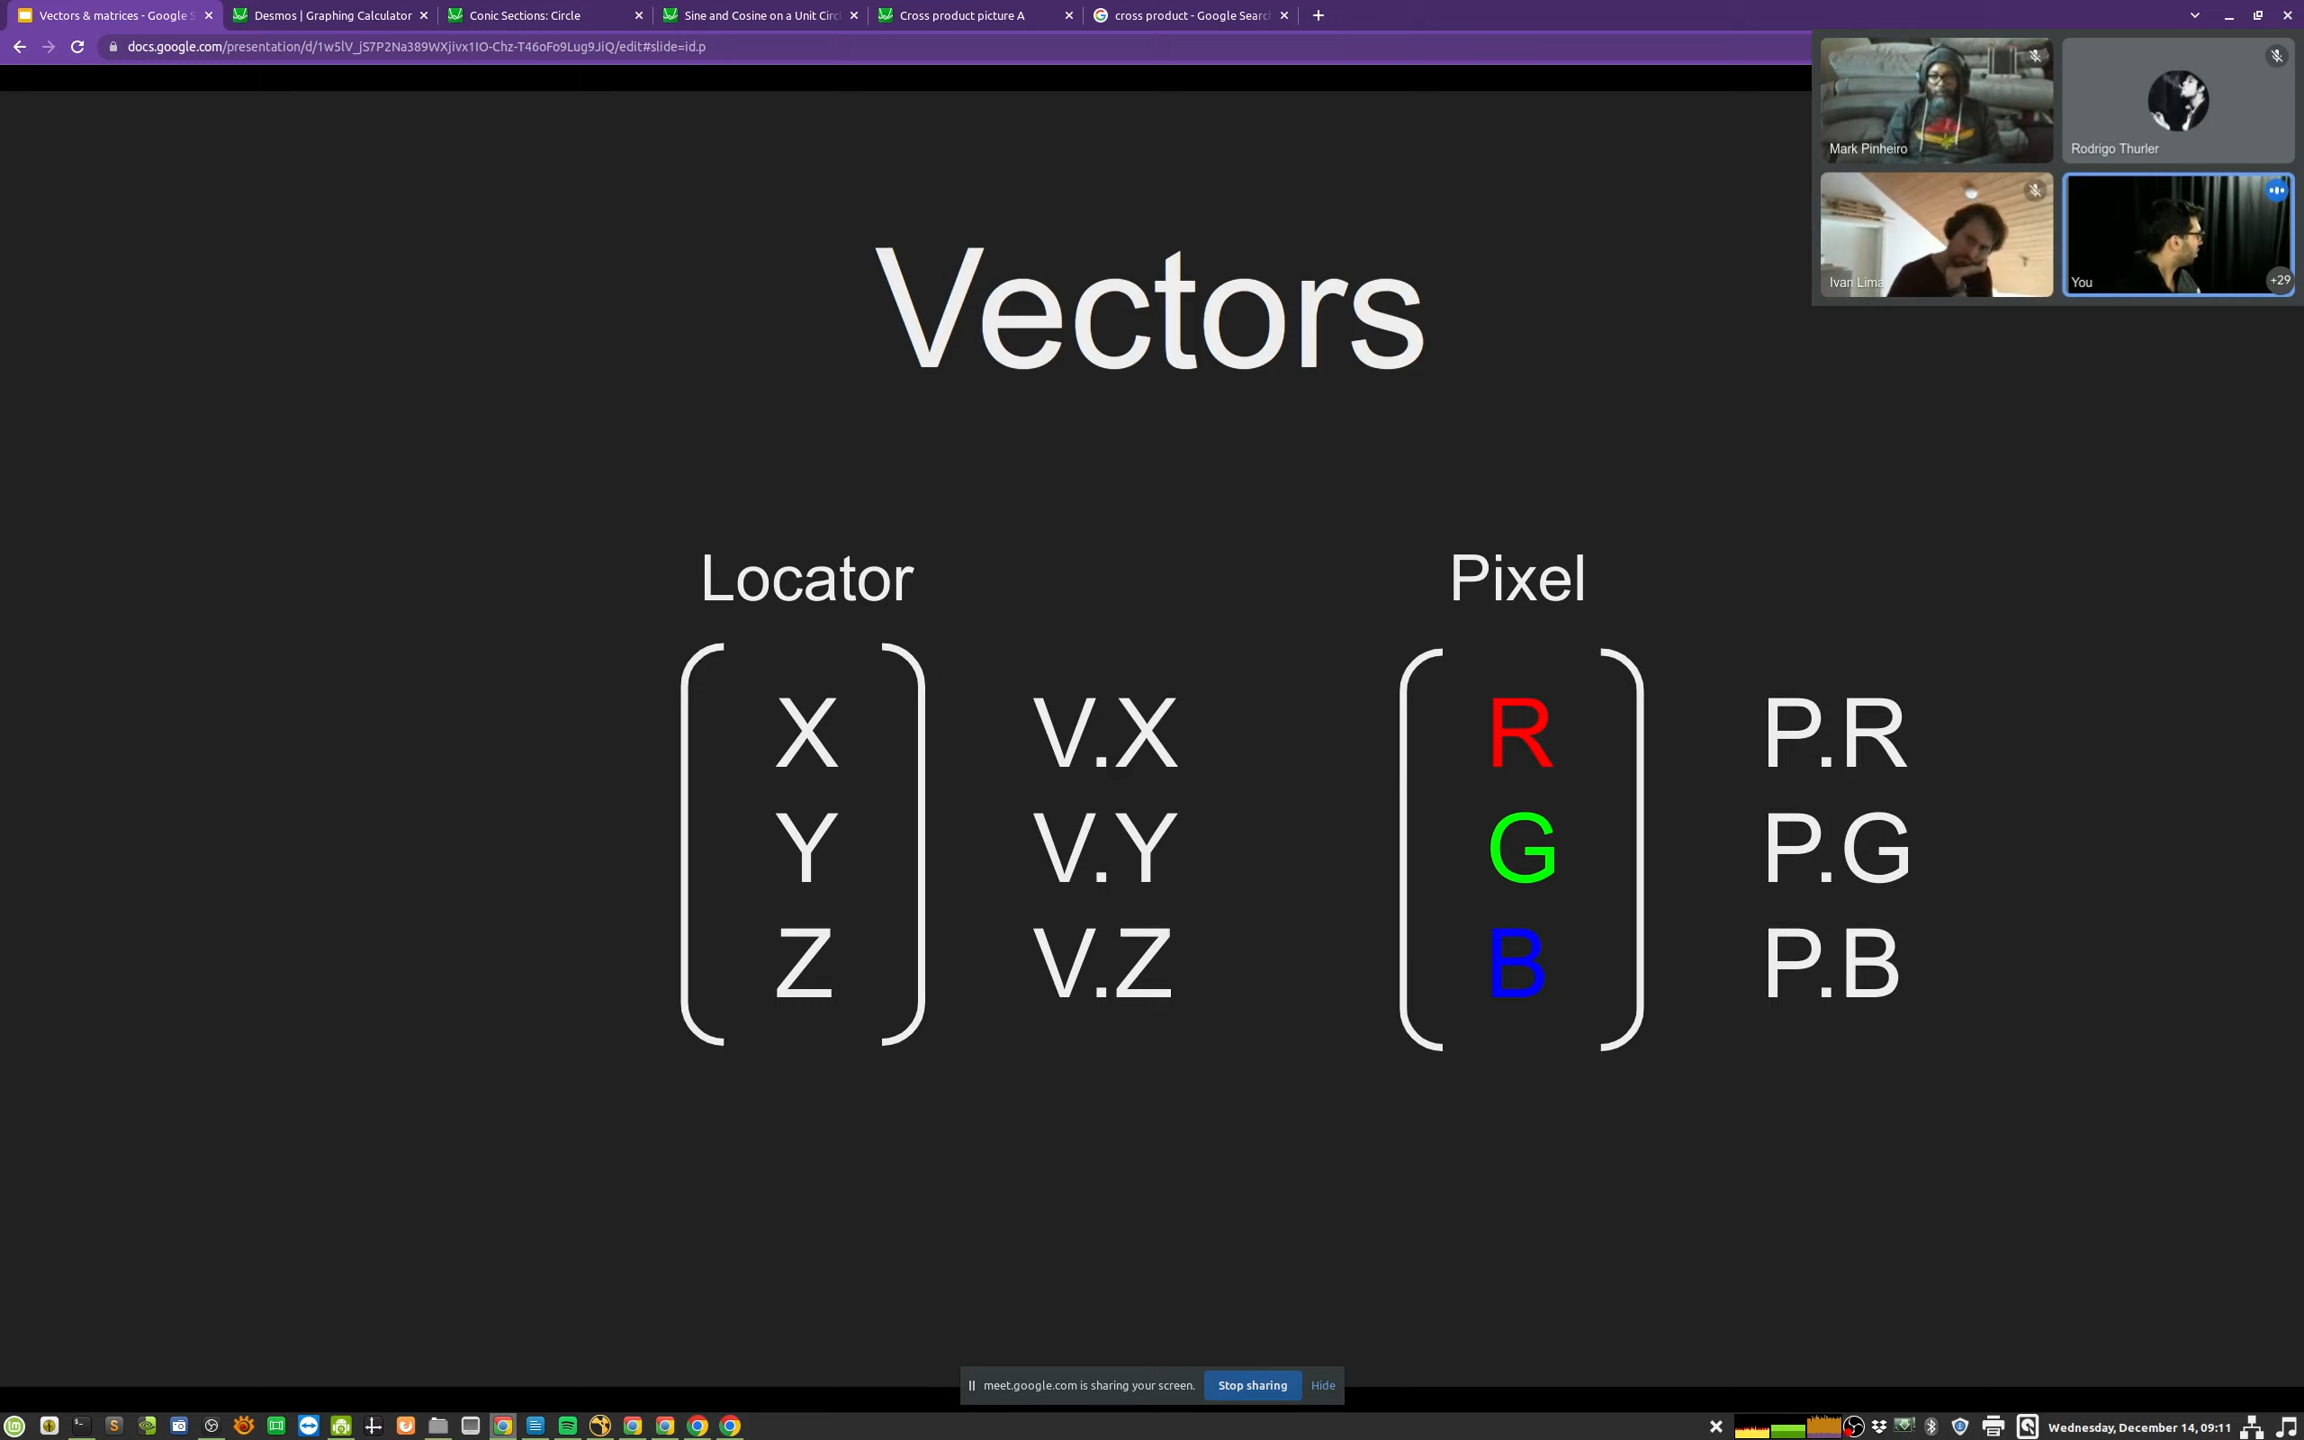 Vectors & matrices - Google S
Desmos | Graphing Calculator
Conic Sections: Circle
Sine and Cosine on a Unit Circ
Cross product picture A
cross product - Google Searc
docs.google.com/presentation/d/1w5lV_jS7P2Na389WXjivx1IO-Chz-T46oFo9Lug9JiQ/edit#slide=id.p
Mark Pinheiro
Rodrigo Thurler
Ivan Lima
You
+29
Vectors
Locator
Pixel
X V.X R P.R
Y V.Y G P.G
Z V.Z B P.B
meet.google.com is sharing your screen. Stop sharing Hide
Wednesday, December 14, 09:11